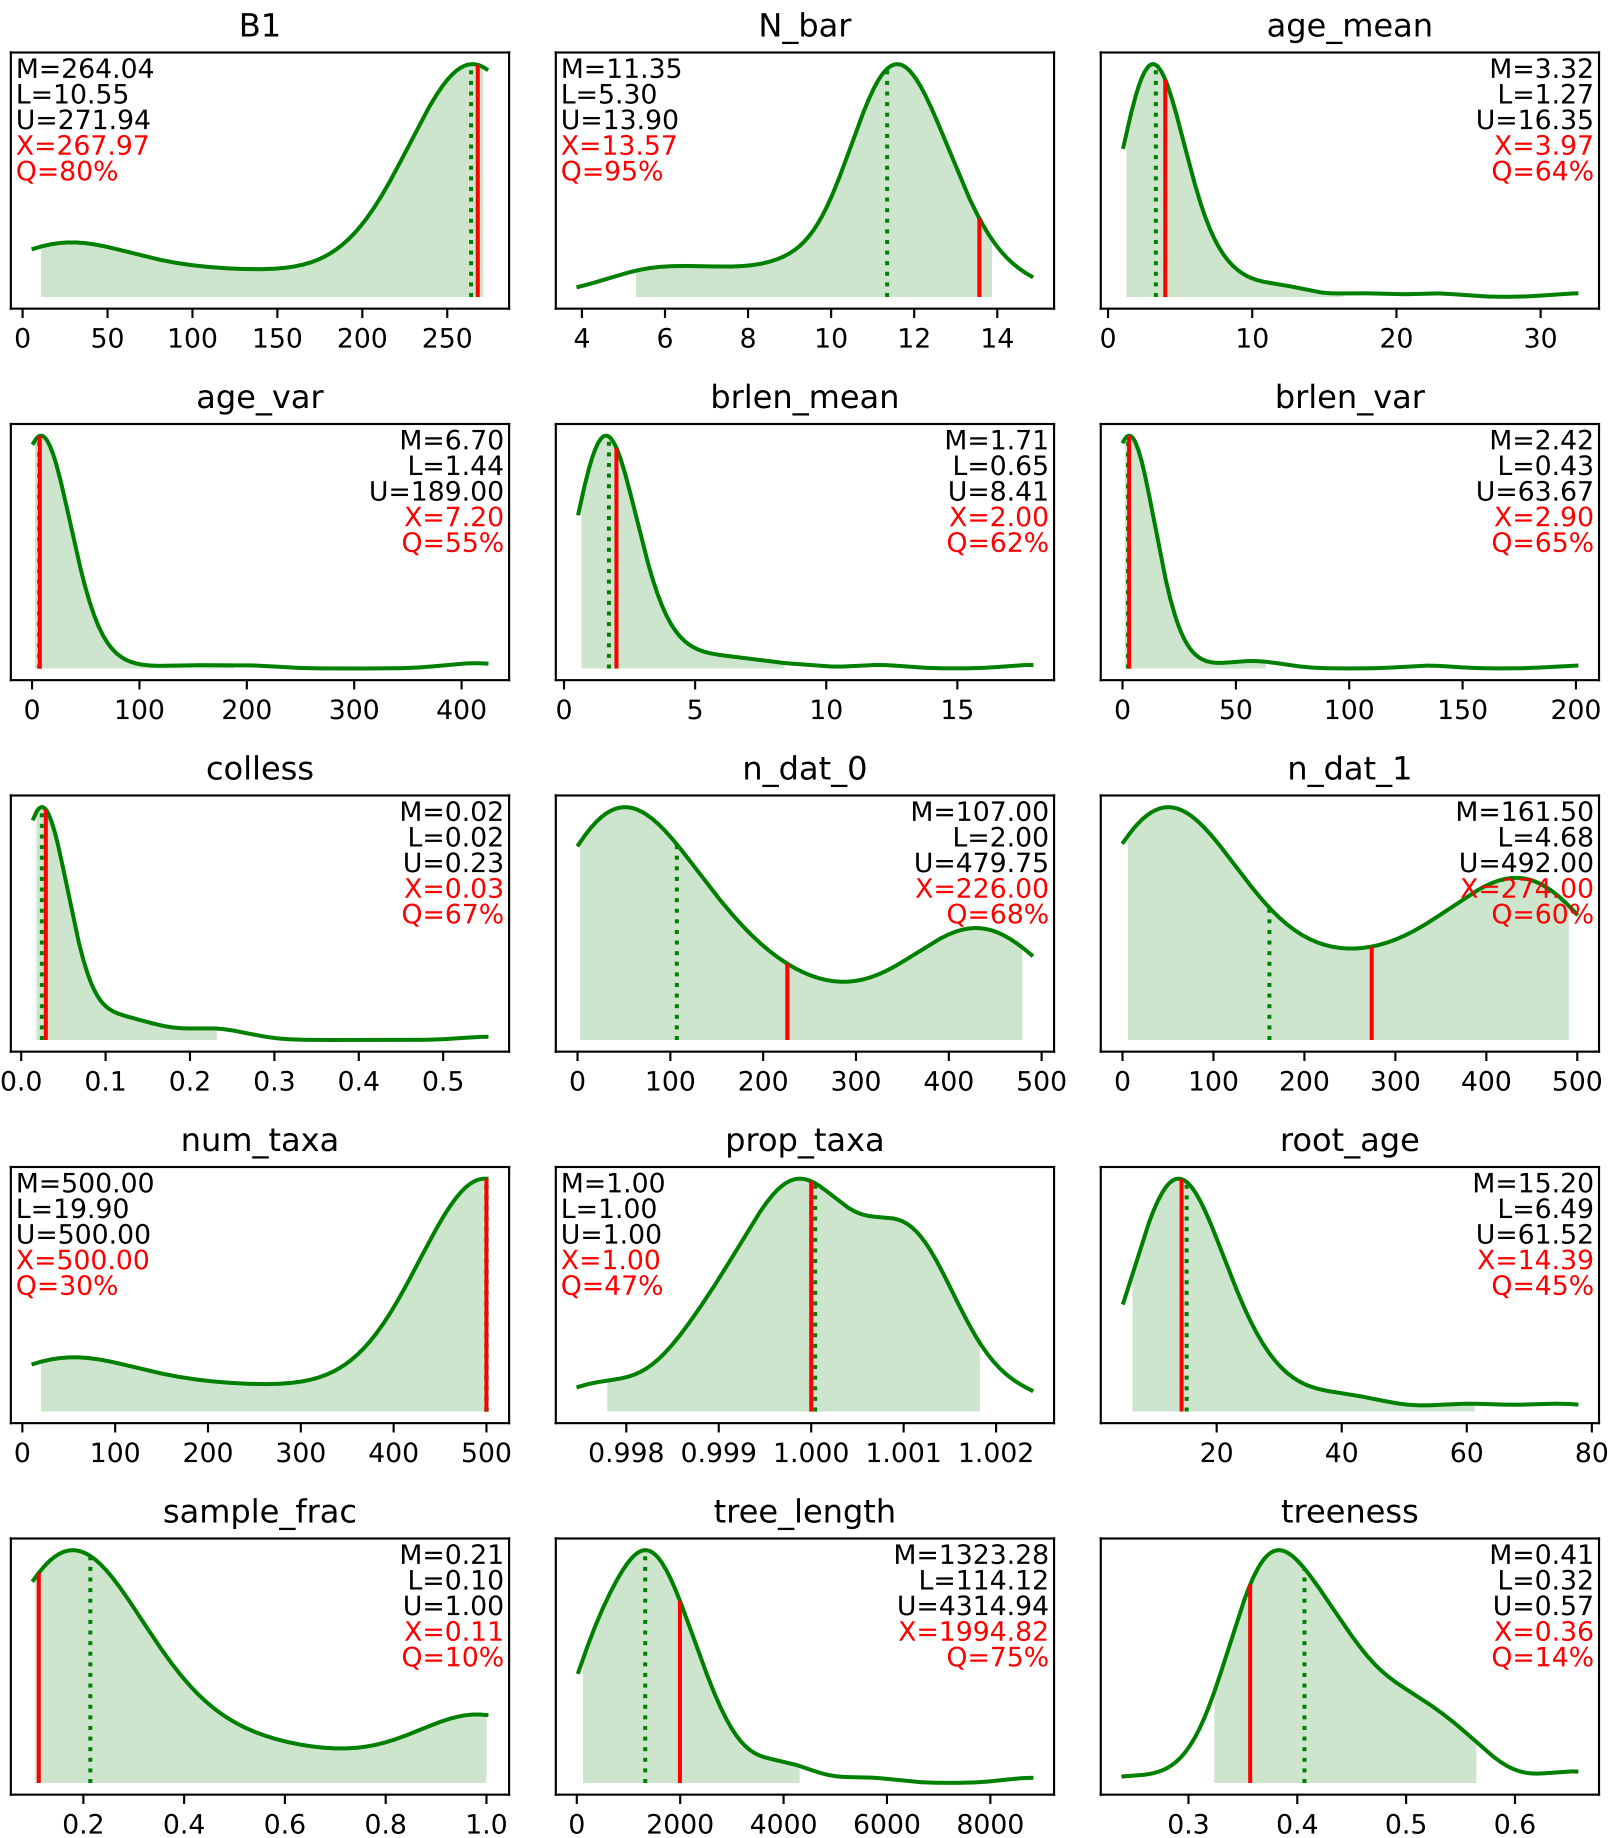 B1
M=264.04
L=10.55
U=271.94
X=267.97
Q=80%
0 50 100 150 200 250
N_bar
M=11.35
L=5.30
U=13.90
X=13.57
Q=95%
4 6 8 10 12 14
age_mean
M=3.32
L=1.27
U=16.35
X=3.97
Q=64%
0 10 20 30
age_var
M=6.70
L=1.44
U=189.00
X=7.20
Q=55%
0 100 200 300 400
brlen_mean
M=1.71
L=0.65
U=8.41
X=2.00
Q=62%
0 5 10 15
brlen_var
M=2.42
L=0.43
U=63.67
X=2.90
Q=65%
0 50 100 150 200
colless
M=0.02
L=0.02
U=0.23
X=0.03
Q=67%
0.0 0.1 0.2 0.3 0.4 0.5
n_dat_0
M=107.00
L=2.00
U=479.75
X=226.00
Q=68%
0 100 200 300 400 500
n_dat_1
M=161.50
L=4.68
U=492.00
X=274.00
Q=60%
0 100 200 300 400 500
num_taxa
M=500.00
L=19.90
U=500.00
X=500.00
Q=30%
0 100 200 300 400 500
prop_taxa
M=1.00
L=1.00
U=1.00
X=1.00
Q=47%
0.998 0.999 1.000 1.001 1.002
root_age
M=15.20
L=6.49
U=61.52
X=14.39
Q=45%
20 40 60 80
sample_frac
M=0.21
L=0.10
U=1.00
X=0.11
Q=10%
0.2 0.4 0.6 0.8 1.0
tree_length
M=1323.28
L=114.12
U=4314.94
X=1994.82
Q=75%
0 2000 4000 6000 8000
treeness
M=0.41
L=0.32
U=0.57
X=0.36
Q=14%
0.3 0.4 0.5 0.6